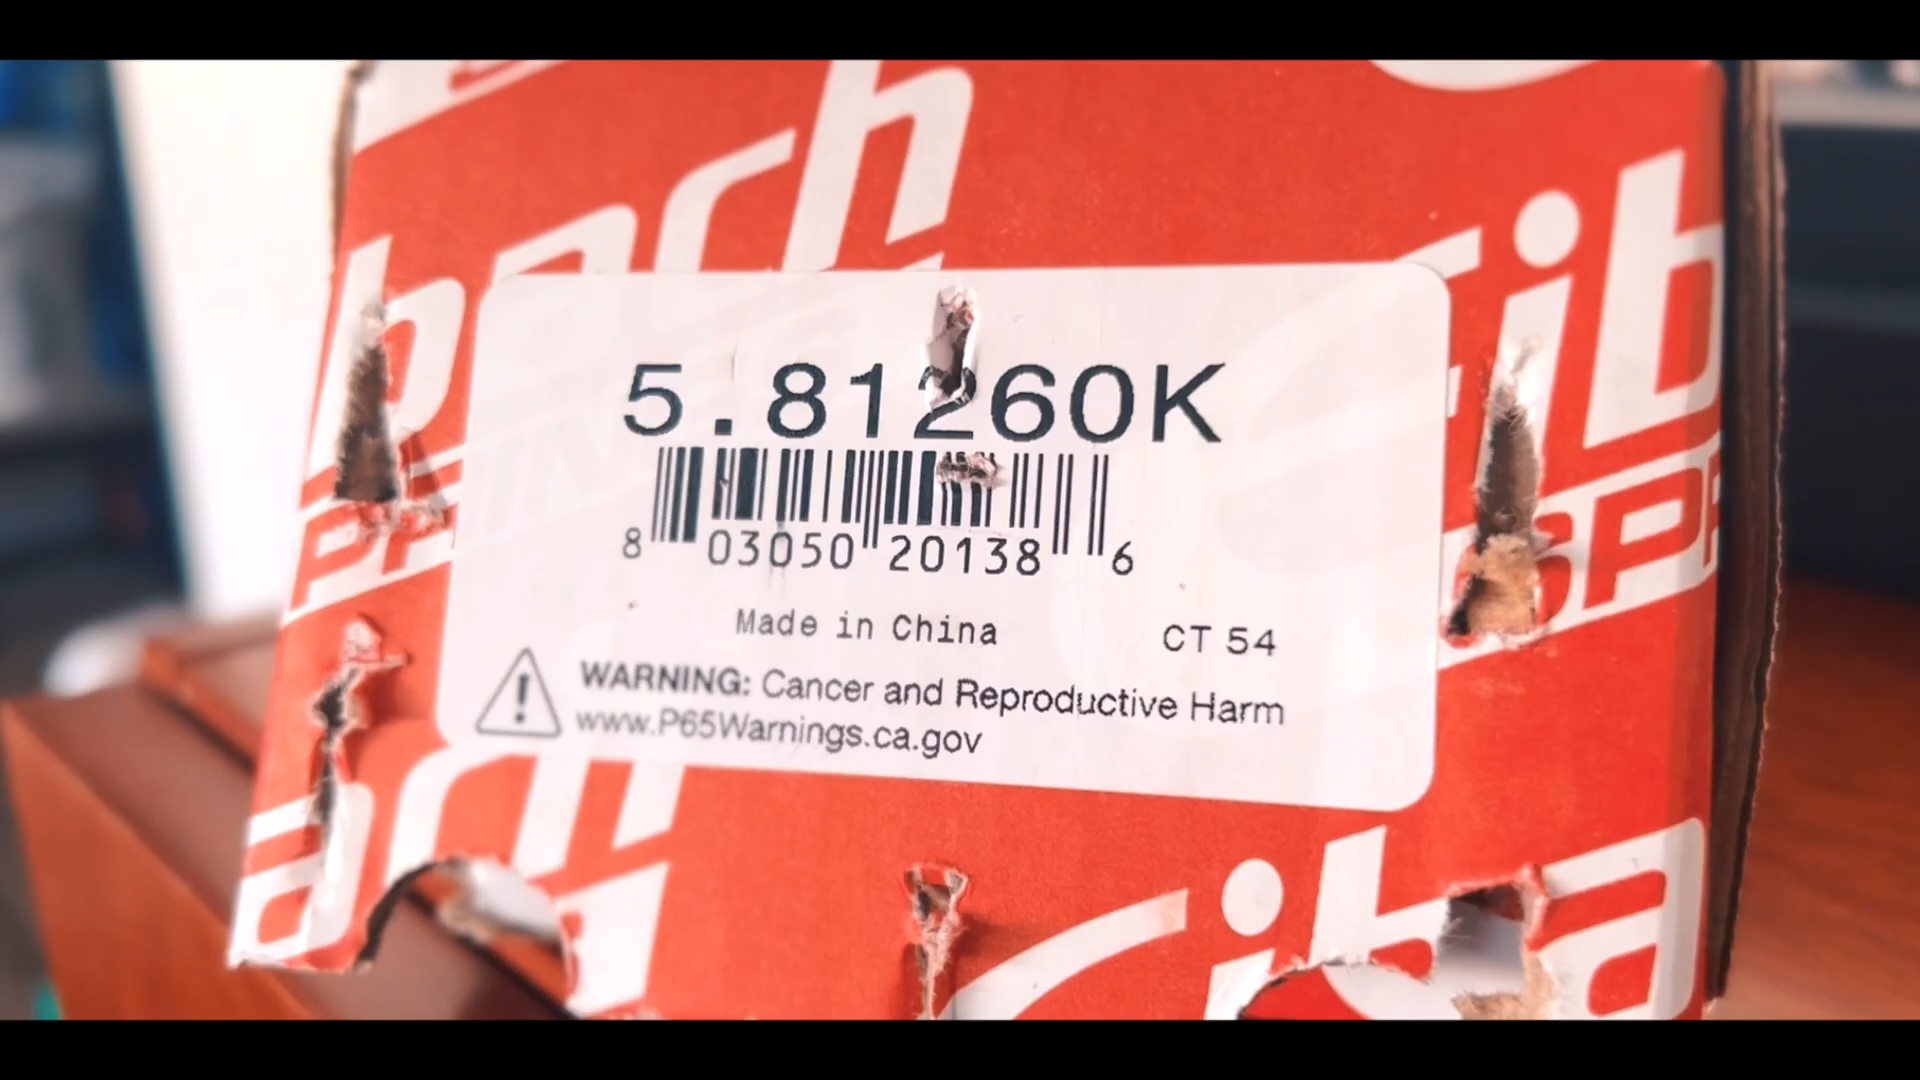 5.81260K
8 03050 20138 6
Made in China
CT 54
WARNING: Cancer and Reproductive Harm
www.P65Warnings.ca.gov